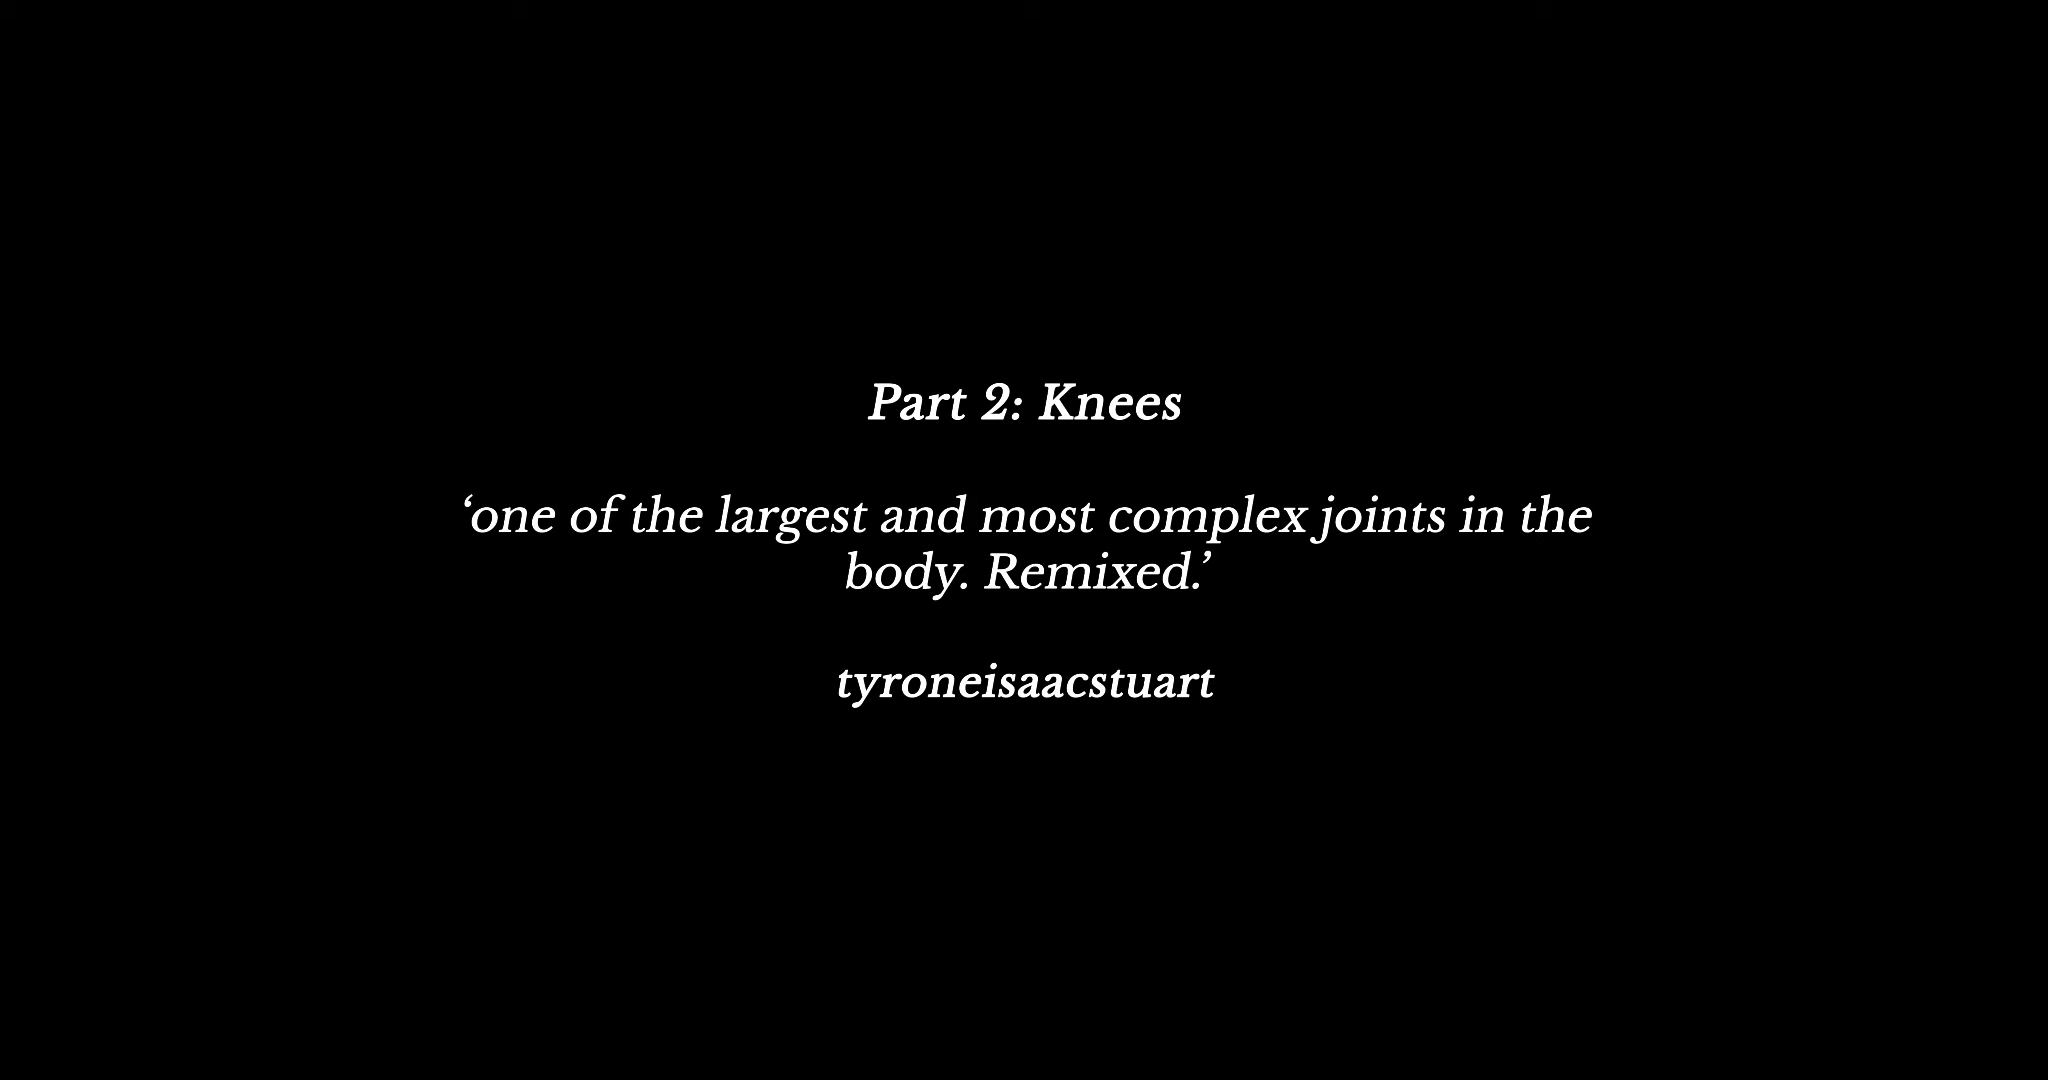 Part 2: Knees
‘one of the largest and most complex joints in the
body. Remixed.’
tyroneisaacstuart